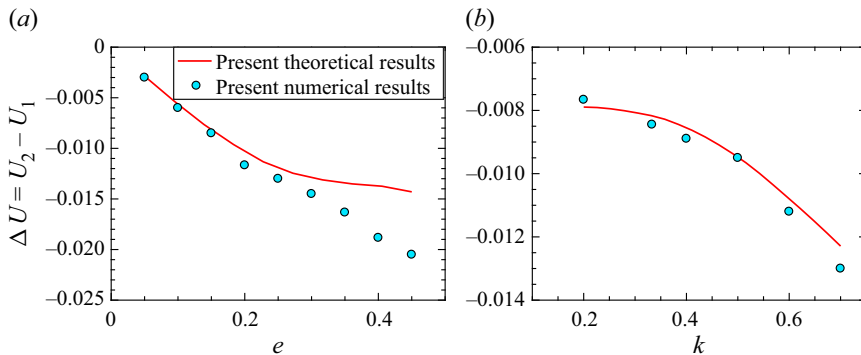 (a)
(b)
0
–0.005
–0.010
–0.015
–0.020
–0.025
ΔU = U2 – U1
Present theoretical results
Present numerical results
0
0.2
0.4
e
–0.006
–0.008
–0.010
–0.012
–0.014
0.2
0.4
0.6
k